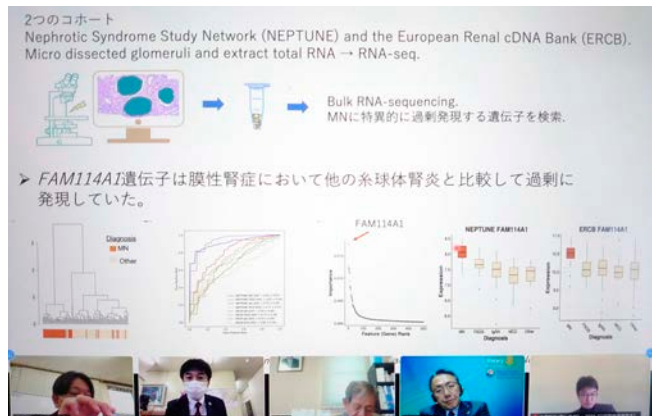 2つのコホート
Nephrotic Syndrome Study Network (NEPTUNE) and the European Renal cDNA Bank (ERCB).
Micro dissected glomeruli and extract total RNA → RNA-seq.
Bulk RNA-sequencing.
MNに特異的に過剰発現する遺伝子を検索.
➤ FAM114A1遺伝子は膜性腎症において他の糸球体腎炎と比較して過剰に
発現していた。
Diagnosis
MN
Other
FAM114A1
Importance
Feature (Gene) Rank
NEPTUNE FAM114A1
Expression
Diagnosis
ERCB FAM114A1
Expression
Diagnosis